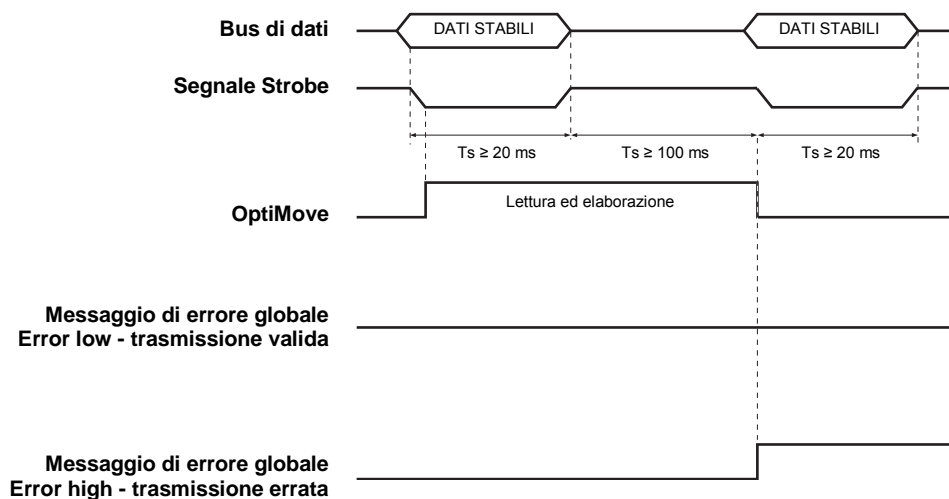 Bus di dati
DATI STABILI
DATI STABILI
Segnale Strobe
Ts ≥ 20 ms
Ts ≥ 100 ms
Ts ≥ 20 ms
OptiMove
Lettura ed elaborazione
Messaggio di errore globale
Error low - trasmissione valida
Messaggio di errore globale
Error high - trasmissione errata